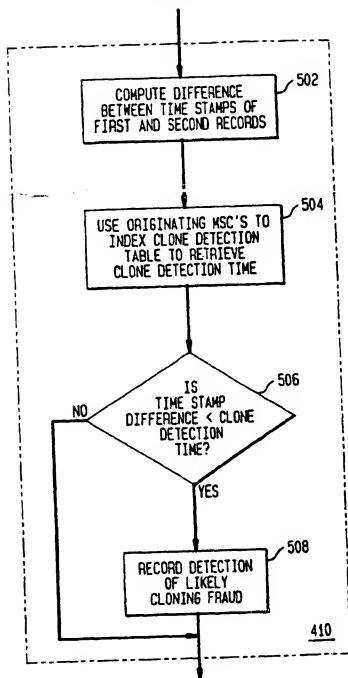 COMPUTE DIFFERENCE
BETWEEN TIME STAMPS OF
FIRST AND SECOND RECORDS
502
USE ORIGINATING MSC'S TO
INDEX CLONE DETECTION
TABLE TO RETRIEVE
CLONE DETECTION TIME
504
IS
TIME STAMP
DIFFERENCE < CLONE
DETECTION
TIME?
506
NO
YES
RECORD DETECTION
OF LIKELY
CLONING FRAUD
508
410